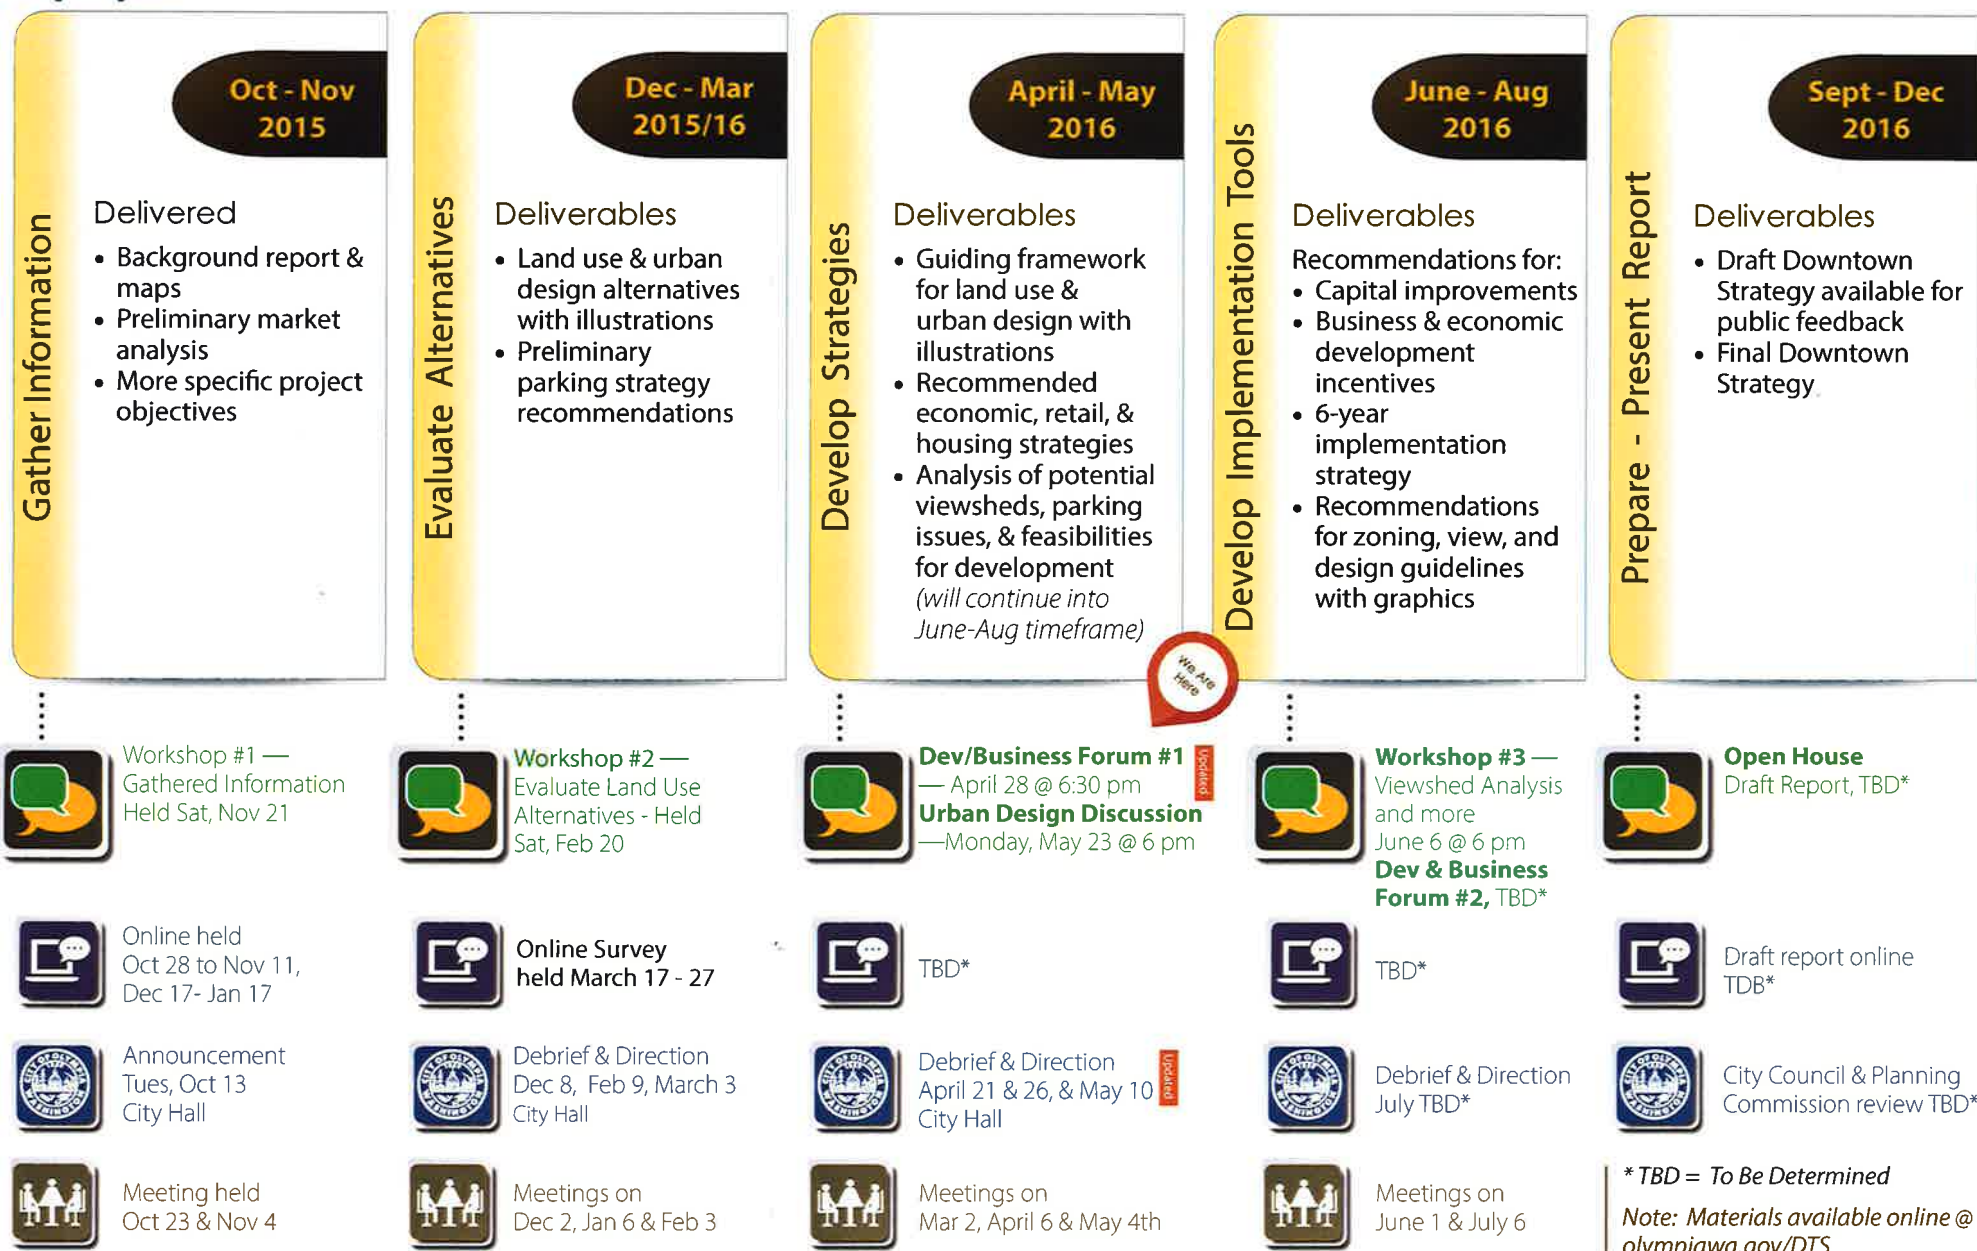 Gather Information
Oct - Nov
2015
Delivered
• Background report &
maps
• Preliminary market
analysis
• More specific project
objectives
Workshop #1 —
Gathered Information
Held Sat, Nov 21
Online held
Oct 28 to Nov 11,
Dec 17- Jan 17
Announcement
Tues, Oct 13
City Hall
Meeting held
Oct 23 & Nov 4
Evaluate Alternatives
Dec - Mar
2015/16
Deliverables
• Land use & urban
design alternatives
with illustrations
• Preliminary
parking strategy
recommendations
Workshop #2 —
Evaluate Land Use
Alternatives - Held
Sat, Feb 20
Online Survey
held March 17 - 27
Debrief & Direction
Dec 8, Feb 9, March 3
City Hall
Meetings on
Dec 2, Jan 6 & Feb 3
Develop Strategies
April - May
2016
Deliverables
• Guiding framework
for land use &
urban design with
illustrations
• Recommended
economic, retail, &
housing strategies
• Analysis of potential
viewsheds, parking
issues, & feasibilities
for development
(will continue into
June-Aug timeframe)
We Are
Here
Dev/Business Forum #1
— April 28 @ 6:30 pm
Updated
Urban Design Discussion
—Monday, May 23 @ 6 pm
TBD*
Debrief & Direction
April 21 & 26, & May 10
City Hall
Updated
Meetings on
Mar 2, April 6 & May 4th
Develop Implementation Tools
June - Aug
2016
Deliverables
Recommendations for:
• Capital improvements
• Business & economic
development
incentives
• 6-year
implementation
strategy
• Recommendations
for zoning, view, and
design guidelines
with graphics
Workshop #3 —
Viewshed Analysis
and more
June 6 @ 6 pm
Dev & Business
Forum #2, TBD*
TBD*
Debrief & Direction
July TBD*
Meetings on
June 1 & July 6
Prepare - Present Report
Sept - Dec
2016
Deliverables
• Draft Downtown
Strategy available for
public feedback
• Final Downtown
Strategy
Open House
Draft Report, TBD*
Draft report online
TDB*
City Council & Planning
Commission review TBD*
* TBD = To Be Determined
Note: Materials available online @
olympiawa.gov/DTS
CITY OF OLYMPIA
WASHINGTON